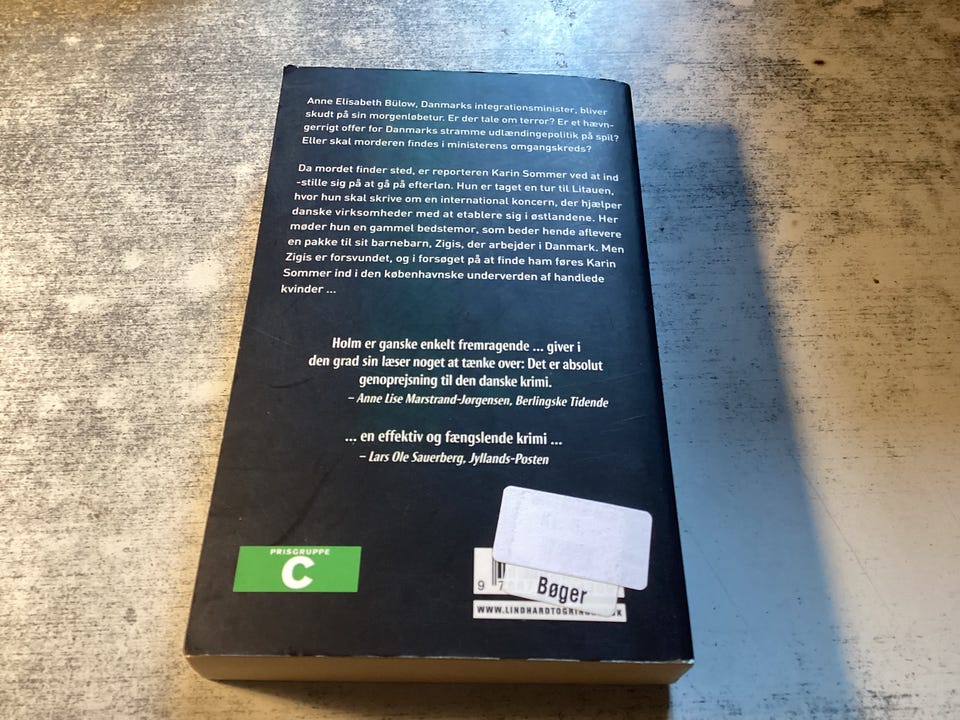 Anne Elisabeth Bülow, Danmarks integrationsminister, bliver
skudt på sin morgenløbetur. Er der tale om terror? Er et hævn-
gerrigt offer for Danmarks stramme udlændingepolitik på spil?
Eller skal morderen findes i ministerens omgangskreds?
Da mordet finder sted, er reporteren Karin Sommer ved at ind
-stille sig på at gå på efterløn. Hun er taget en tur til Litauen,
hvor hun skal skrive om en international koncern, der hjælper
danske virksomheder med at etablere sig i østlandene. Her
møder hun en gammel bedstemor, som beder hende aflevere
en pakke til sit barnebarn, Zigis, der arbejder i Danmark. Men
Zigis er forsvundet, og i forsøget på at finde ham føres Karin
Sommer ind i den københavnske underverden af handlede
kvinder ...
Holm er ganske enkelt fremragende ... giver i
den grad sin læser noget at tænke over: Det er absolut
genoprejsning til den danske krimi.
– Anne Lise Marstrand-Jørgensen, Berlingske Tidende
... en effektiv og fængslende krimi ...
– Lars Ole Sauerberg, Jyllands-Posten
PRISGRUPPE
C
9 7
Bøger